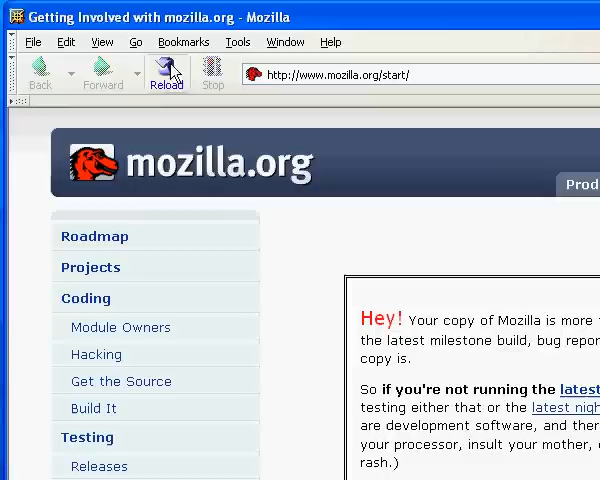 Getting Involved with mozilla.org - Mozilla
File Edit View Go Bookmarks Tools Window Help
Back Forward Reload Stop http://www.mozilla.org/start/
mozilla.org
Prod
Roadmap
Projects
Coding
Module Owners
Hacking
Get the Source
Build It
Testing
Releases
Hey! Your copy of Mozilla is more
the latest milestone build, bug repor
copy is.
So if you're not running the latest
testing either that or the latest nigh
are development software, and ther
your processor, insult your mother,
rash.)